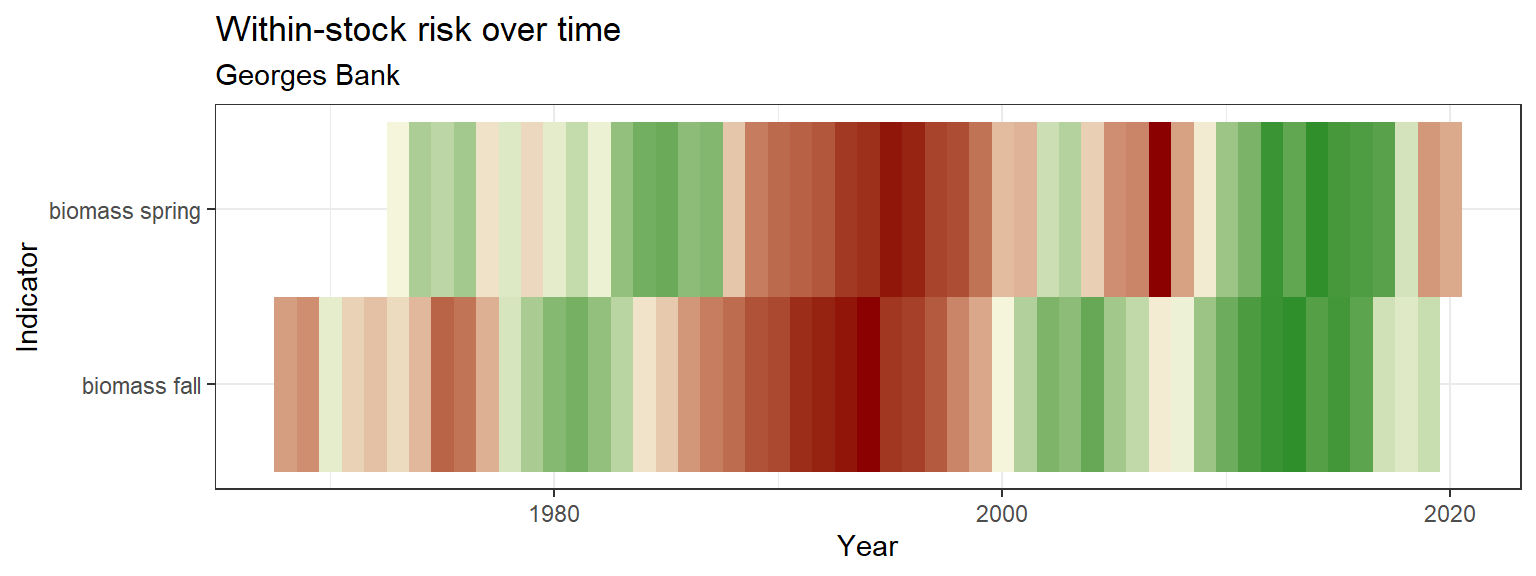 Within-stock risk over time
Georges Bank
Indicator
biomass spring
biomass fall
1980
2000
2020
Year